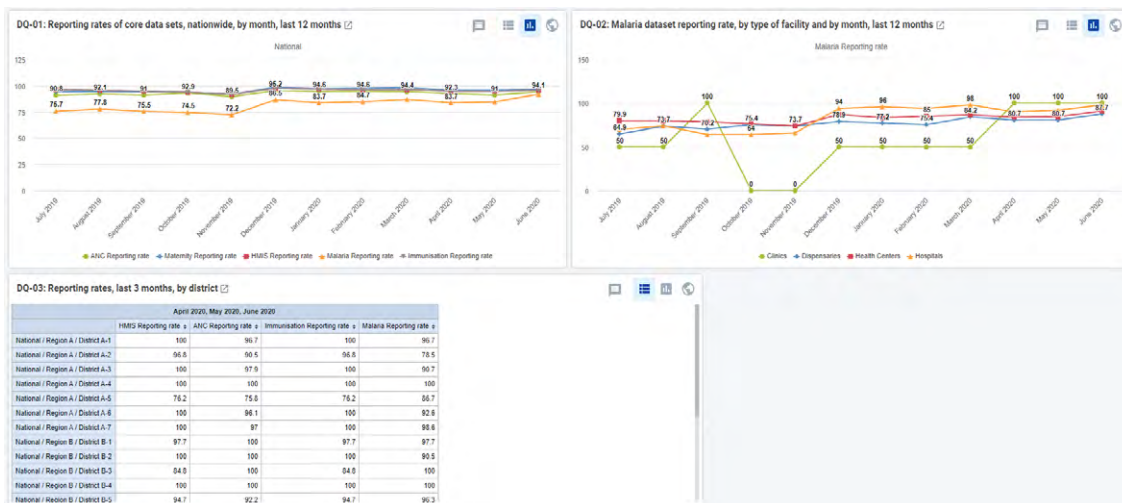 DQ-01: Reporting rates of core data sets, nationwide, by month, last 12 months
National
125
100
75
50
25
0
90.8 92.1 91 92.9 89.5 95.2 94.6 94.6 94.4 92.3 91 94.1
75.7 77.8 75.5 74.5 72.2 86.5 83.7 84.7 83.7
July 2019 August 2019 September 2019 October 2019 November 2019 December 2019 January 2020 February 2020 March 2020 April 2020 May 2020 June 2020
ANC Reporting rate Maternity Reporting rate HMIS Reporting rate Malaria Reporting rate Immunisation Reporting rate
DQ-02: Malaria dataset reporting rate, by type of facility and by month, last 12 months
Malaria Reporting rate
150
100
50
0
100 94 96 95 98 100 100 100
79.9 73.7 70.2 75.4 73.7 78.9 77.2 75.4 84.2 80.7 80.7 87.7
64.9 64
50 50 0 0 50 50 50 50
July 2019 August 2019 September 2019 October 2019 November 2019 December 2019 January 2020 February 2020 March 2020 April 2020 May 2020 June 2020
Clinics Dispensaries Health Centers Hospitals
DQ-03: Reporting rates, last 3 months, by district
April 2020, May 2020, June 2020
HMIS Reporting rate ANC Reporting rate Immunisation Reporting rate Malaria Reporting rate
National / Region A / District A-1 100 96.7 100 96.7
National / Region A / District A-2 96.8 90.5 96.8 78.5
National / Region A / District A-3 100 97.9 100 90.7
National / Region A / District A-4 100 100 100 100
National / Region A / District A-5 76.2 75.8 76.2 86.7
National / Region A / District A-6 100 96.1 100 92.6
National / Region A / District A-7 100 97 100 98.6
National / Region B / District B-1 97.7 100 97.7 97.7
National / Region B / District B-2 100 100 100 90.5
National / Region B / District B-3 84.8 100 84.8 100
National / Region B / District B-4 100 100 100 100
National / Region B / District B-5 94.7 92.2 94.7 96.3